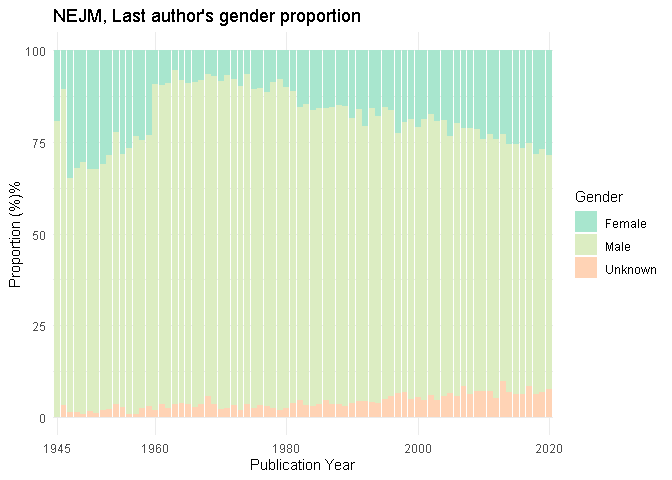 NEJM, Last author's gender proportion
100
75
50
25
0
Proportion (%)%
1945
1960
1980
2000
2020
Publication Year
Gender
Female
Male
Unknown